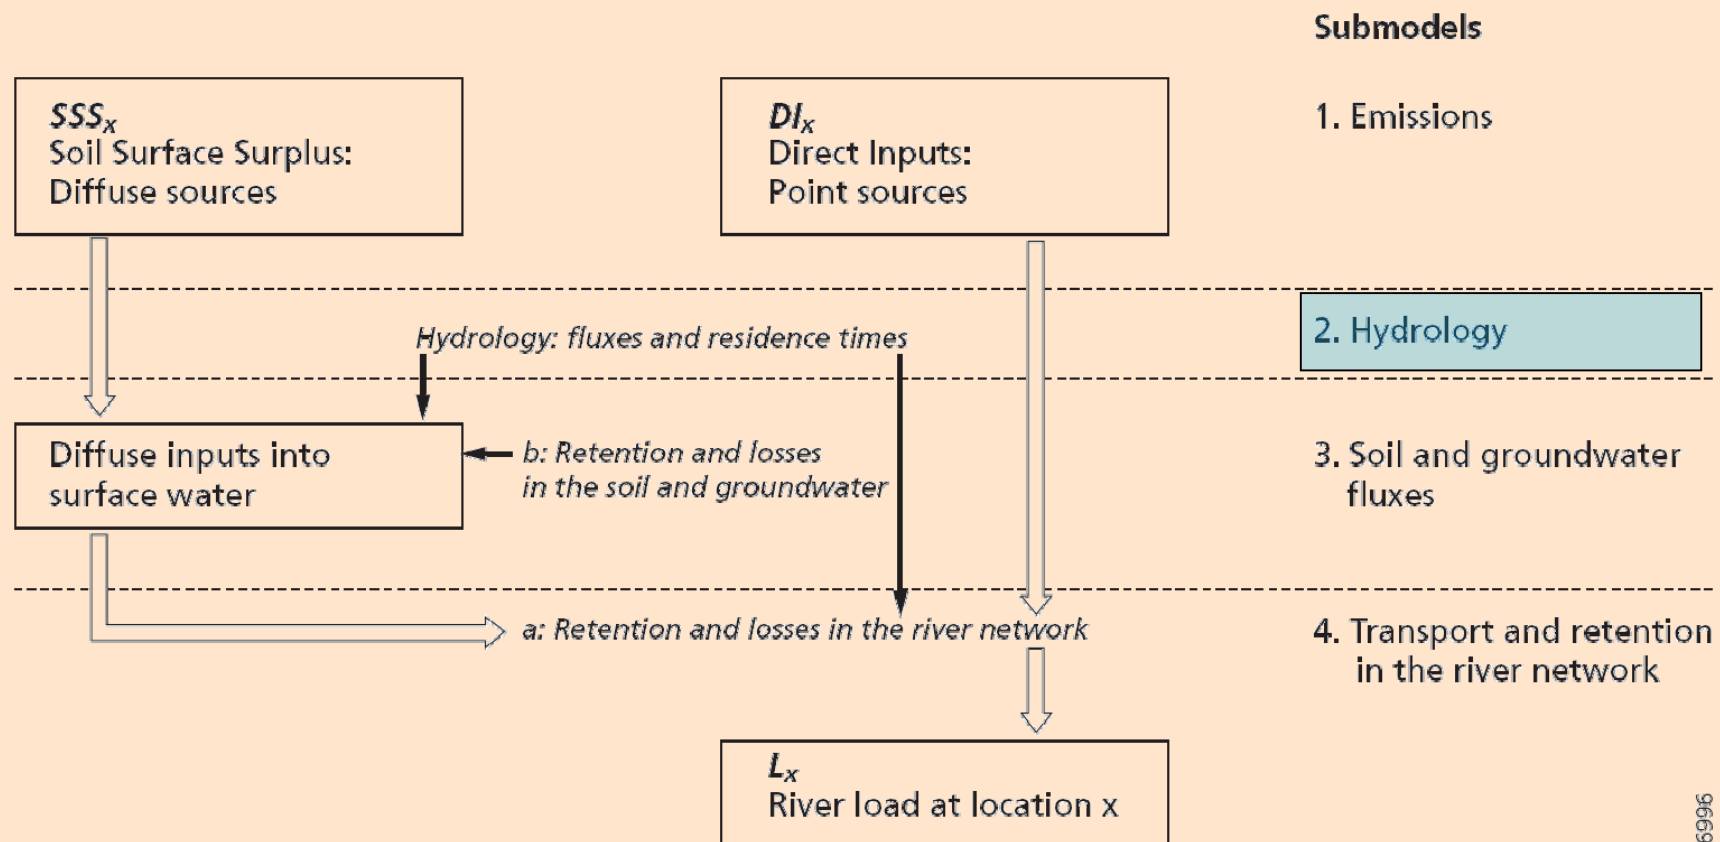 Submodels
SSSx
Soil Surface Surplus:
Diffuse sources
DIx
Direct Inputs:
Point sources
1. Emissions
Hydrology: fluxes and residence times
2. Hydrology
Diffuse inputs into
surface water
b: Retention and losses
in the soil and groundwater
3. Soil and groundwater
fluxes
a: Retention and losses in the river network
4. Transport and retention
in the river network
Lx
River load at location x
6996